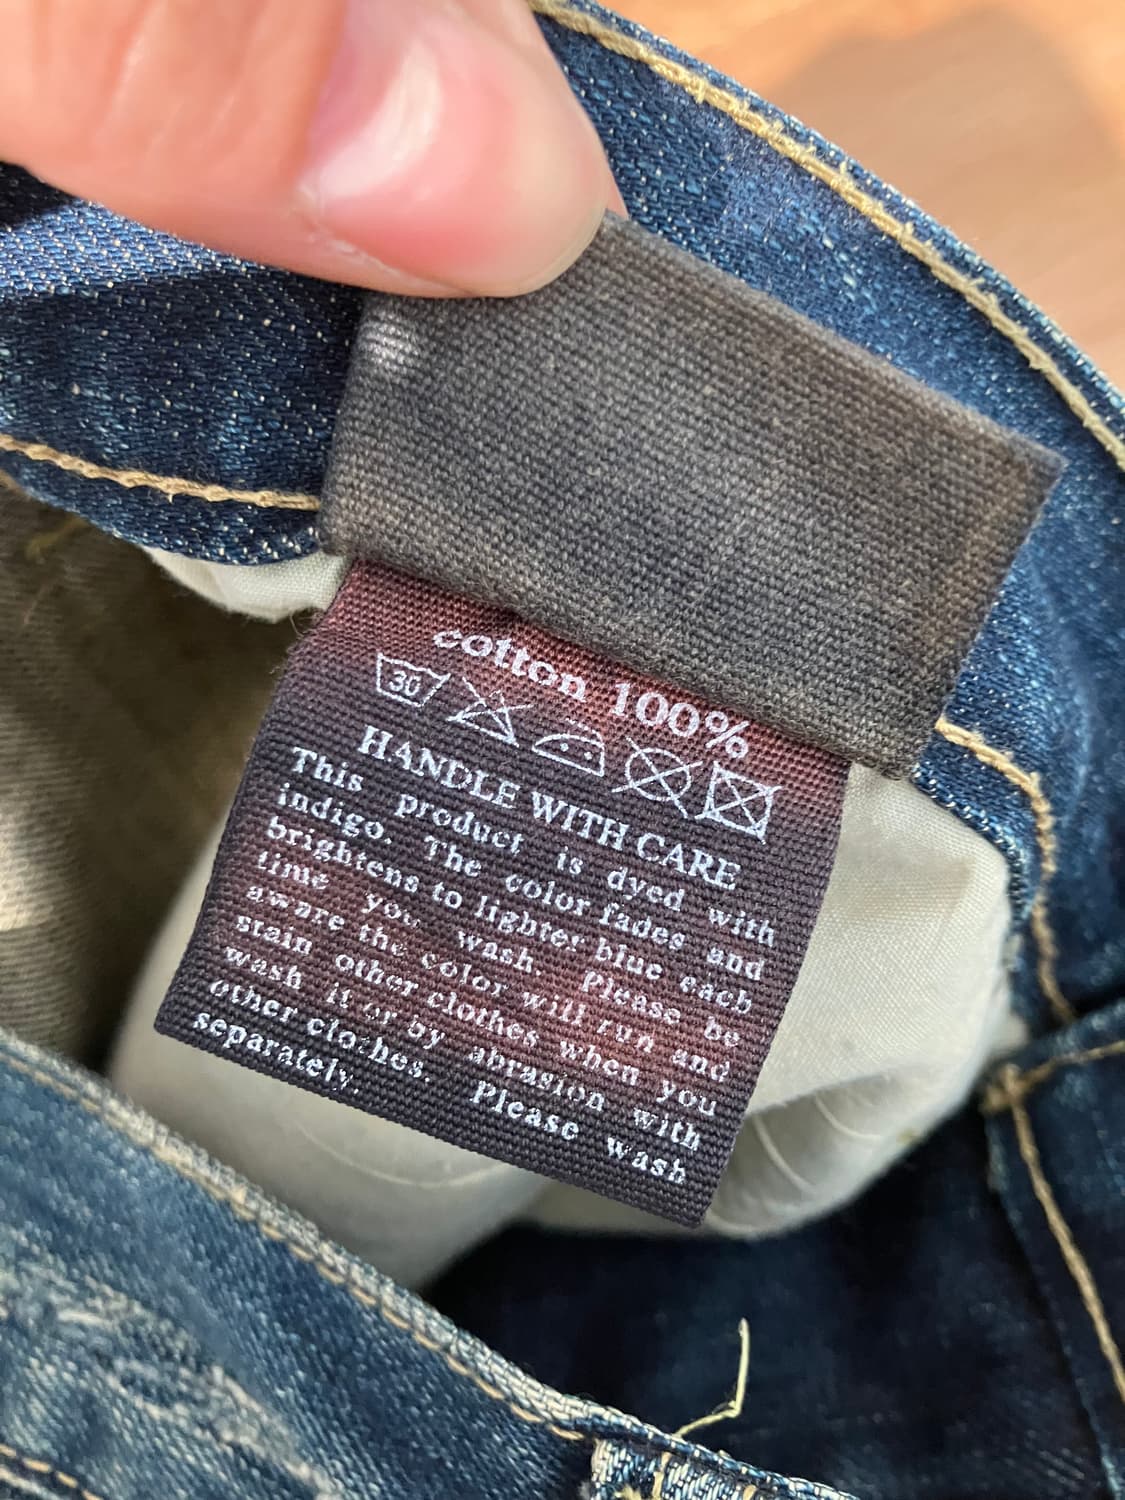 cotton 100%
30
HANDLE WITH CARE
This product is dyed with
indigo. The color fades and
brightens to lighter blue each
time you wash. Please be
aware the color will run and
stain other clothes when you
wash it or by abrasion with
other clothes. Please wash
separately.